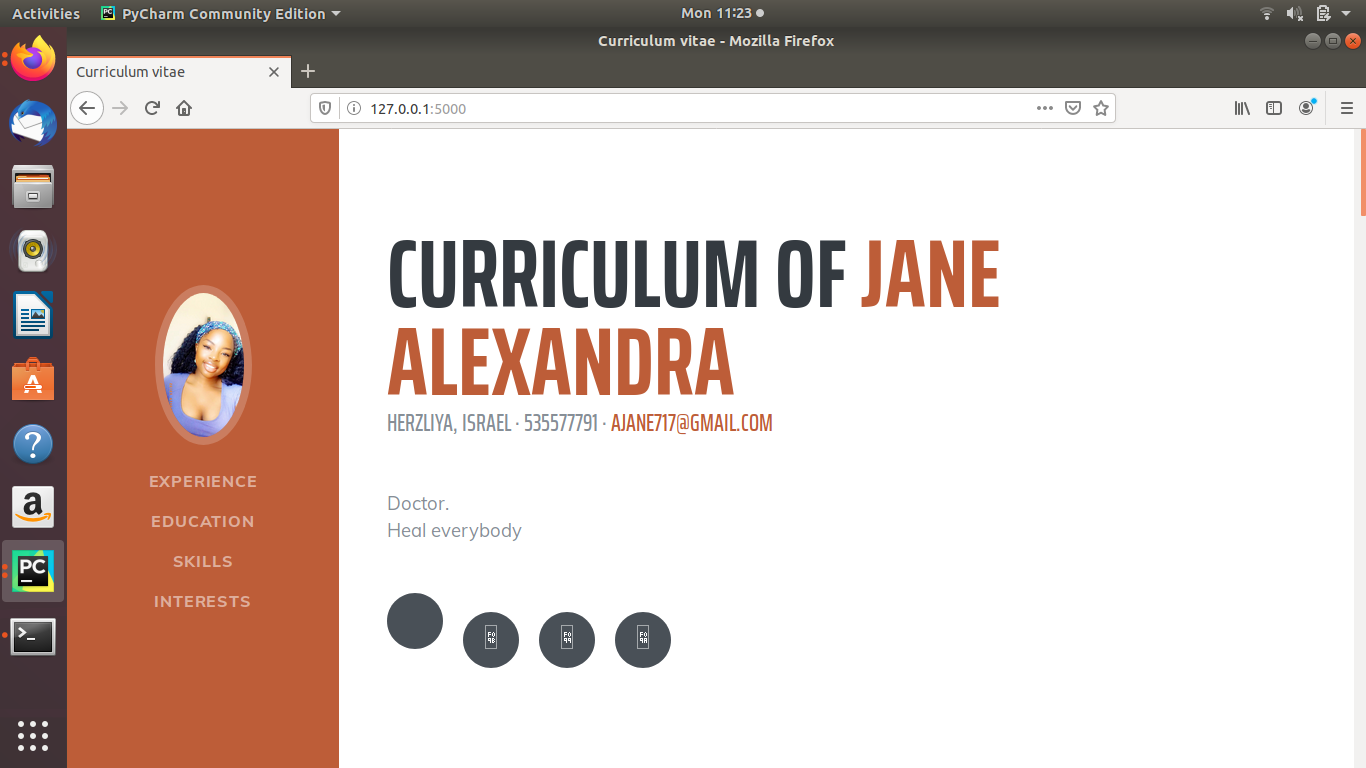 Activities
PyCharm Community Edition
Mon 11:23
Curriculum vitae - Mozilla Firefox
Curriculum vitae
127.0.0.1:5000
CURRICULUM OF JANE
ALEXANDRA
HERZLIYA, ISRAEL · 535577791 · AJANE717@GMAIL.COM
EXPERIENCE
EDUCATION
SKILLS
INTERESTS
Doctor.
Heal everybody
PC
F0
9B
F0
99
F0
9A